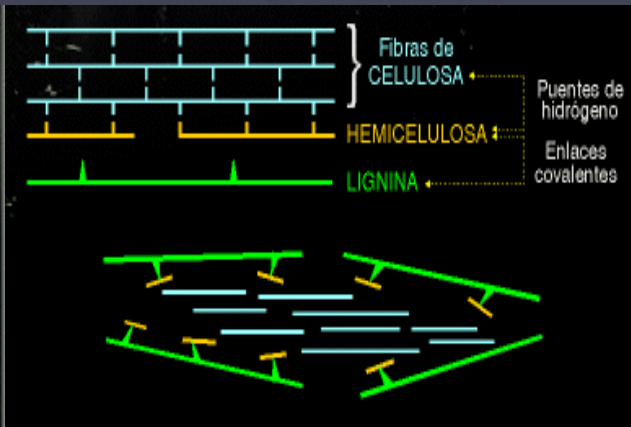 Fibras de
CELULOSA
HEMICELULOSA
LIGNINA
Puentes de
hidrógeno
Enlaces
covalentes